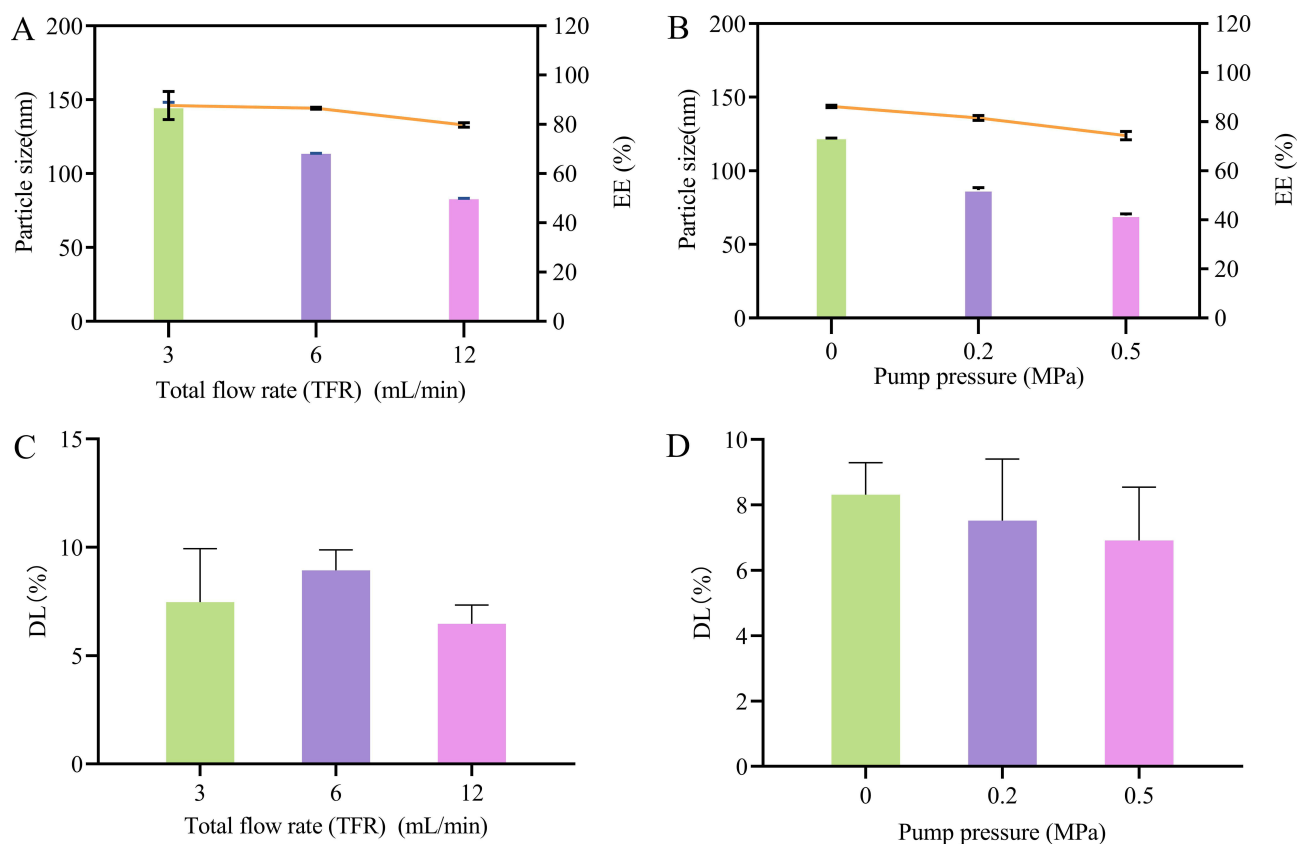 A
200
150
100
50
0
Particle size(nm)
120
100
80
60
40
20
0
EE (%)
3 6 12
Total flow rate (TFR) (mL/min)
B
200
150
100
50
0
Particle size(nm)
120
100
80
60
40
20
0
EE (%)
0 0.2 0.5
Pump pressure (MPa)
C
15
10
5
0
DL(%)
3 6 12
Total flow rate (TFR) (mL/min)
D
10
8
6
4
2
0
DL(%)
0 0.2 0.5
Pump pressure (MPa)